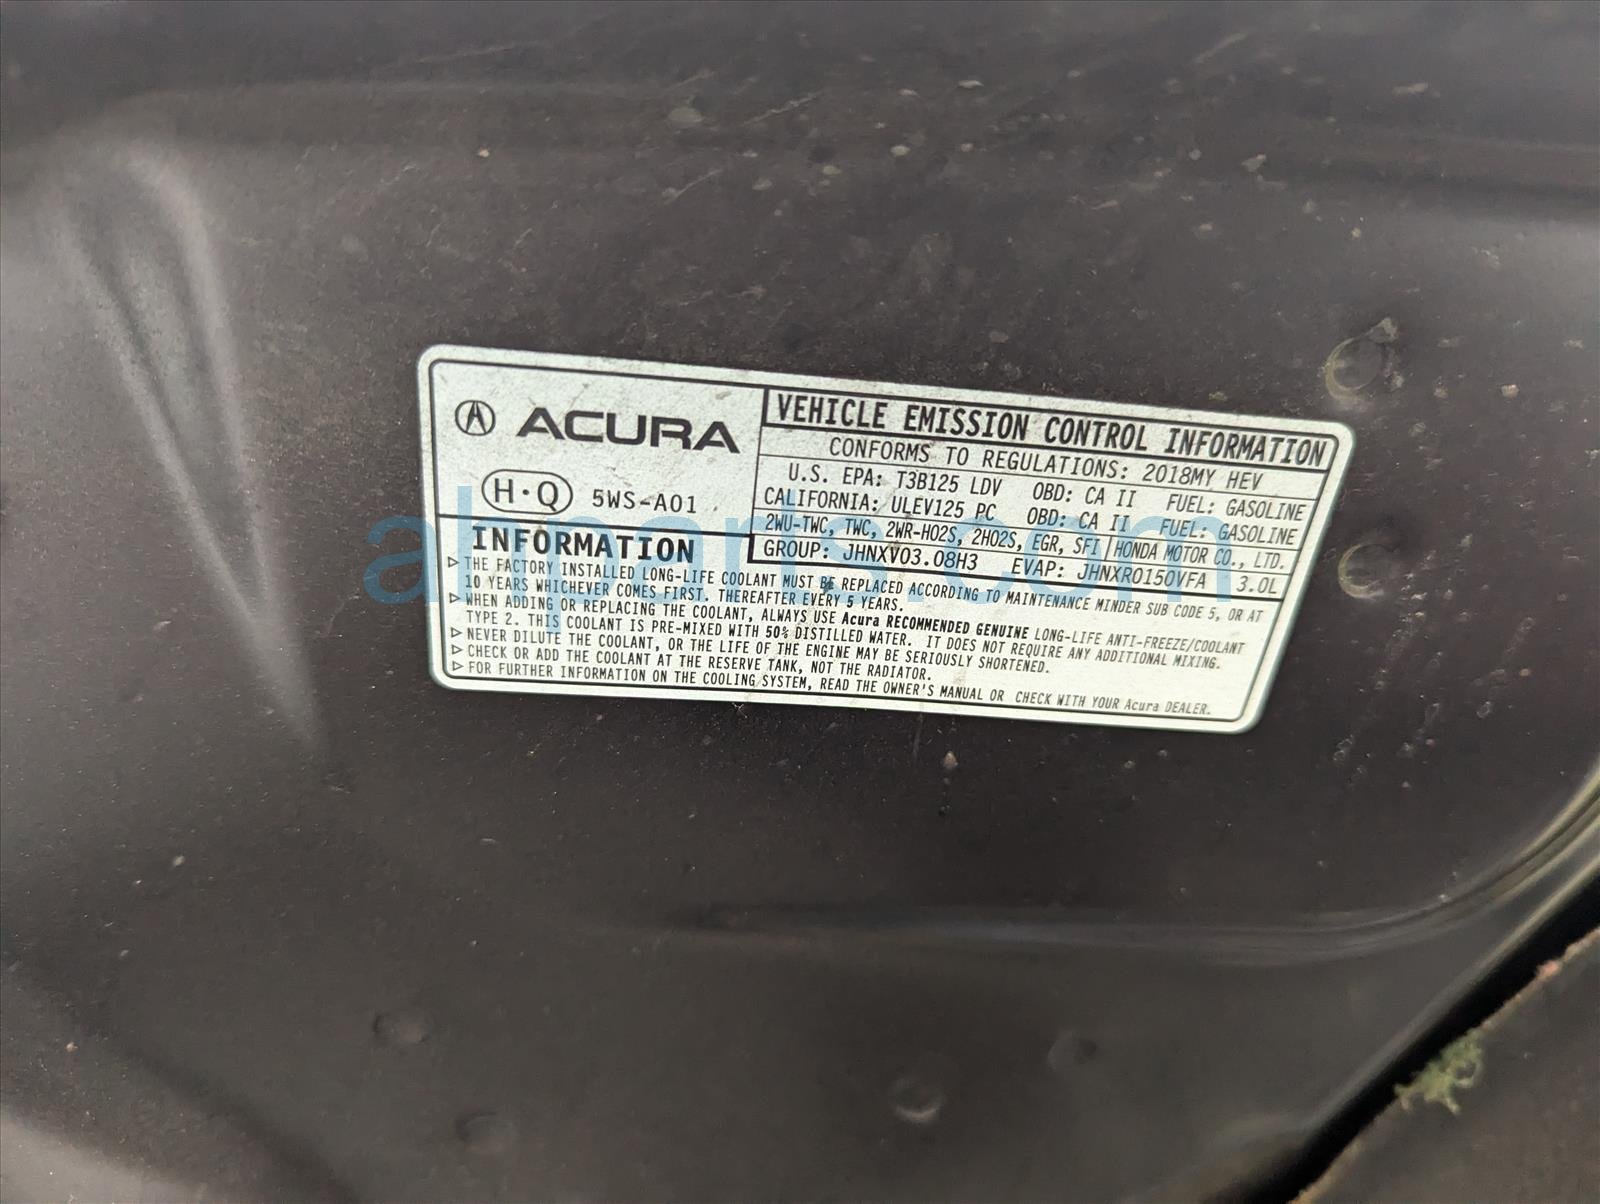 ACURA
H·Q 5WS-A01
VEHICLE EMISSION CONTROL INFORMATION
CONFORMS TO REGULATIONS: 2018MY HEV
U.S. EPA: T3B125 LDV OBD: CA II FUEL: GASOLINE
CALIFORNIA: ULEV125 PC OBD: CA II FUEL: GASOLINE
2WU-TWC, TWC, 2WR-HO2S, 2HO2S, EGR, SFI HONDA MOTOR CO., LTD.
GROUP: JHNXV03.08H3 EVAP: JHNXR0150VFA 3.0L
INFORMATION
▷ THE FACTORY INSTALLED LONG-LIFE COOLANT MUST BE REPLACED ACCORDING TO MAINTENANCE MINDER SUB CODE 5, OR AT
10 YEARS WHICHEVER COMES FIRST. THEREAFTER EVERY 5 YEARS.
▷ WHEN ADDING OR REPLACING THE COOLANT, ALWAYS USE Acura RECOMMENDED GENUINE LONG-LIFE ANTI-FREEZE/COOLANT
TYPE 2. THIS COOLANT IS PRE-MIXED WITH 50% DISTILLED WATER. IT DOES NOT REQUIRE ANY ADDITIONAL MIXING.
▷ NEVER DILUTE THE COOLANT, OR THE LIFE OF THE ENGINE MAY BE SERIOUSLY SHORTENED.
▷ CHECK OR ADD THE COOLANT AT THE RESERVE TANK, NOT THE RADIATOR.
▷ FOR FURTHER INFORMATION ON THE COOLING SYSTEM, READ THE OWNER'S MANUAL OR CHECK WITH YOUR Acura DEALER.
ahparts.com